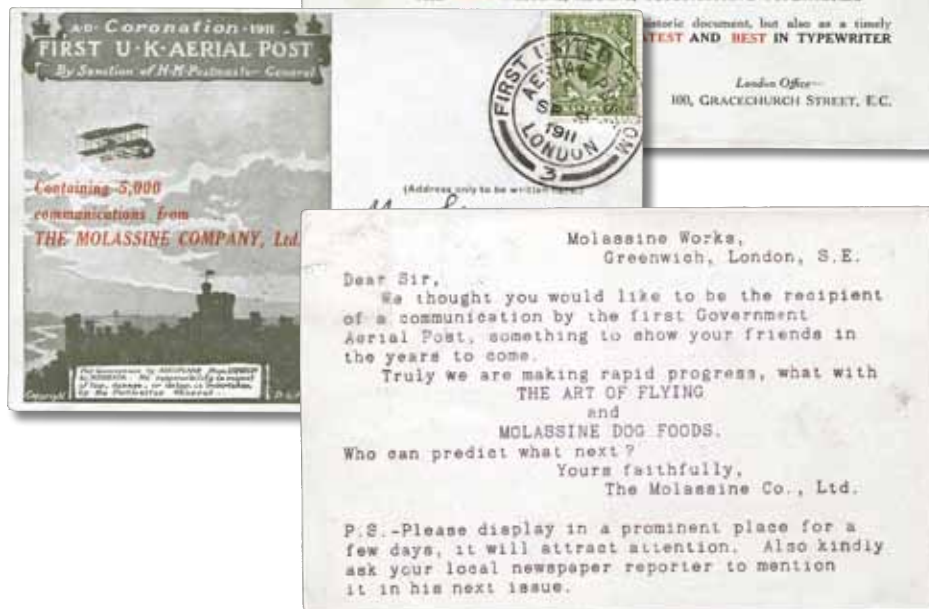 historic document, but also as a timely
ATEST AND BEST IN TYPEWRITER
London Office—
100, GRACECHURCH STREET, E.C.
A·D· Coronation · 1911
FIRST U·K·AERIAL POST
By Sanction of H·M·Postmaster General
Containing 5,000
communications from
THE MOLASSINE COMPANY, Ltd.
Copyright
FIRST UNITED
AERIAL
1911
LONDON
3
(Address only to be written here.)
Molassine Works,
Greenwich, London, S.E.
Dear Sir,
We thought you would like to be the recipient
of a communication by the first Government
Aerial Post, something to show your friends in
the years to come.
Truly we are making rapid progress, what with
THE ART OF FLYING
and
MOLASSINE DOG FOODS.
Who can predict what next?
Yours faithfully,
The Molassine Co., Ltd.
P.S.-Please display in a prominent place for a
few days, it will attract attention. Also kindly
ask your local newspaper reporter to mention
it in his next issue.